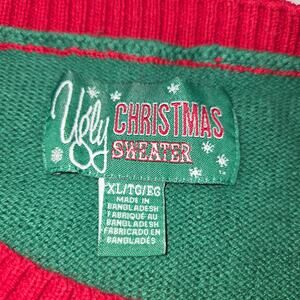 Ugly CHRISTMAS
SWEATER
XL/TG/EG
MADE IN
BANGLADESH
FABRIQUÉ AU
BANGLADESH
FABRICADO EN
BANGLADÉS